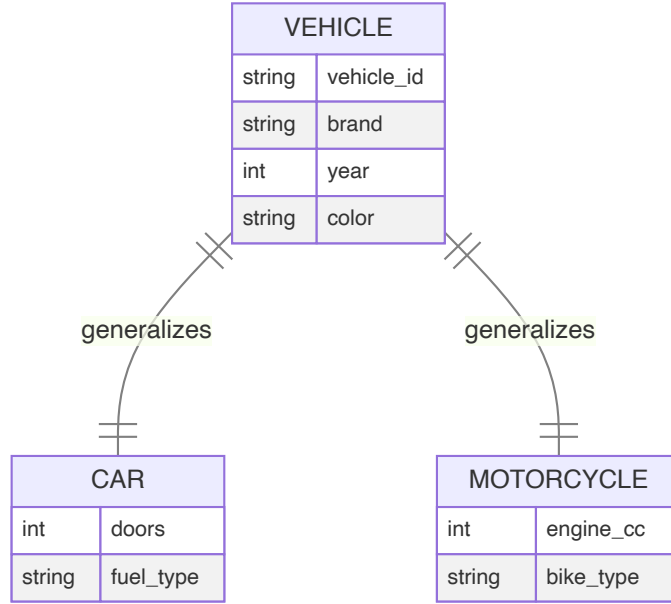 VEHICLE
string vehicle_id
string brand
int year
string color
generalizes generalizes
CAR
int doors
string fuel_type
MOTORCYCLE
int engine_cc
string bike_type